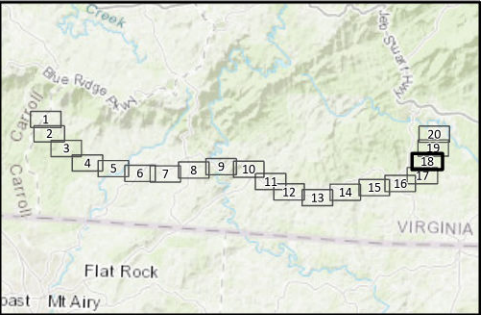 Creek
Jeb Stuart Hwy
Blue Ridge Pkwy
Carroll
1
2
3
4
5
6
7
8
9
10
11
12
13
14
15
16
17
18
19
20
Carroll
VIRGINIA
Flat Rock
oast
Mt Airy